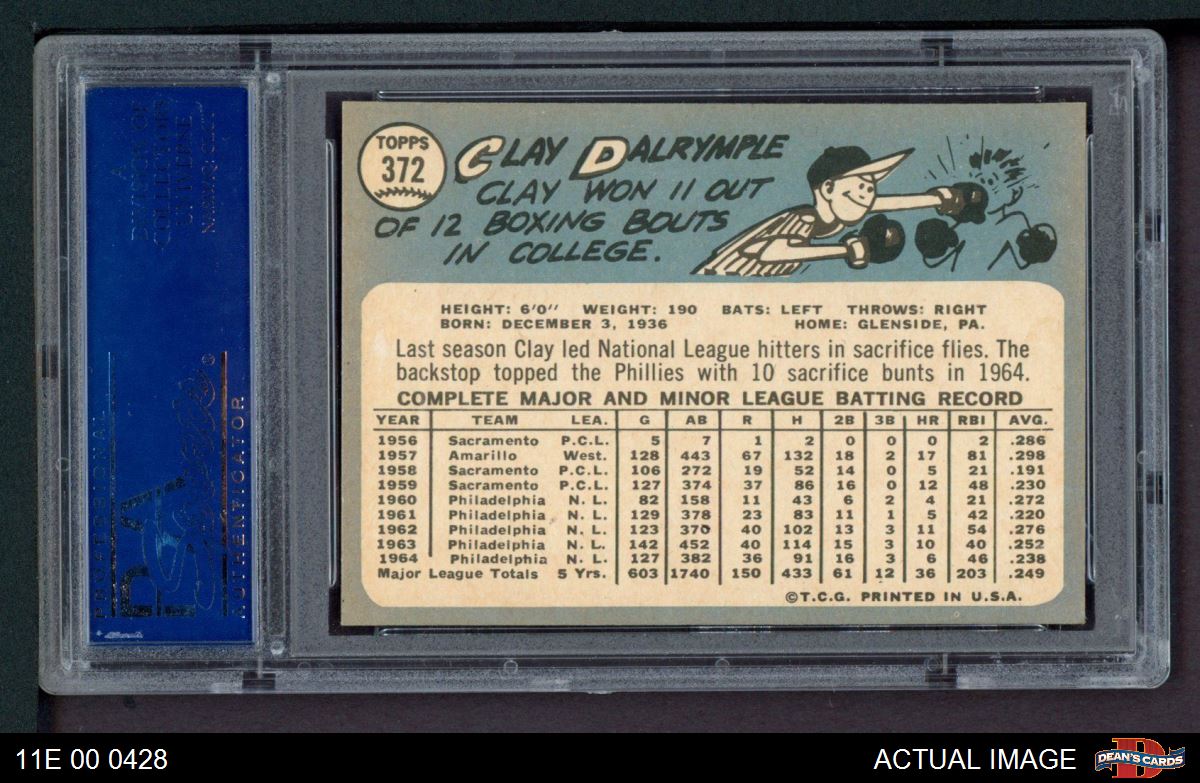 A
DIVISION OF
COLLECTORS
UNIVERSE
NASDAQ: CLCT
PROFESSIONAL
PSA
AUTHENTICATOR
TOPPS
372
CLAY DALRYMPLE
CLAY WON 11 OUT
OF 12 BOXING BOUTS
IN COLLEGE.
HEIGHT: 6'0" WEIGHT: 190 BATS: LEFT THROWS: RIGHT
BORN: DECEMBER 3, 1936 HOME: GLENSIDE, PA.
Last season Clay led National League hitters in sacrifice flies. The
backstop topped the Phillies with 10 sacrifice bunts in 1964.
COMPLETE MAJOR AND MINOR LEAGUE BATTING RECORD
YEAR TEAM LEA. G AB R H 2B 3B HR RBI AVG.
1956 Sacramento P.C.L. 5 7 1 2 0 0 0 2 .286
1957 Amarillo West. 128 443 67 132 18 2 17 81 .298
1958 Sacramento P.C.L. 106 272 19 52 14 0 5 21 .191
1959 Sacramento P.C.L. 127 374 37 86 16 0 12 48 .230
1960 Philadelphia N. L. 82 158 11 43 6 2 4 21 .272
1961 Philadelphia N. L. 129 378 23 83 11 1 5 42 .220
1962 Philadelphia N. L. 123 370 40 102 13 3 11 54 .276
1963 Philadelphia N. L. 142 452 40 114 15 3 10 40 .252
1964 Philadelphia N. L. 127 382 36 91 16 3 6 46 .238
Major League Totals 5 Yrs. 603 1740 150 433 61 12 36 203 .249
©T.C.G. PRINTED IN U.S.A.
11E 00 0428
ACTUAL IMAGE
DEAN'S CARDS